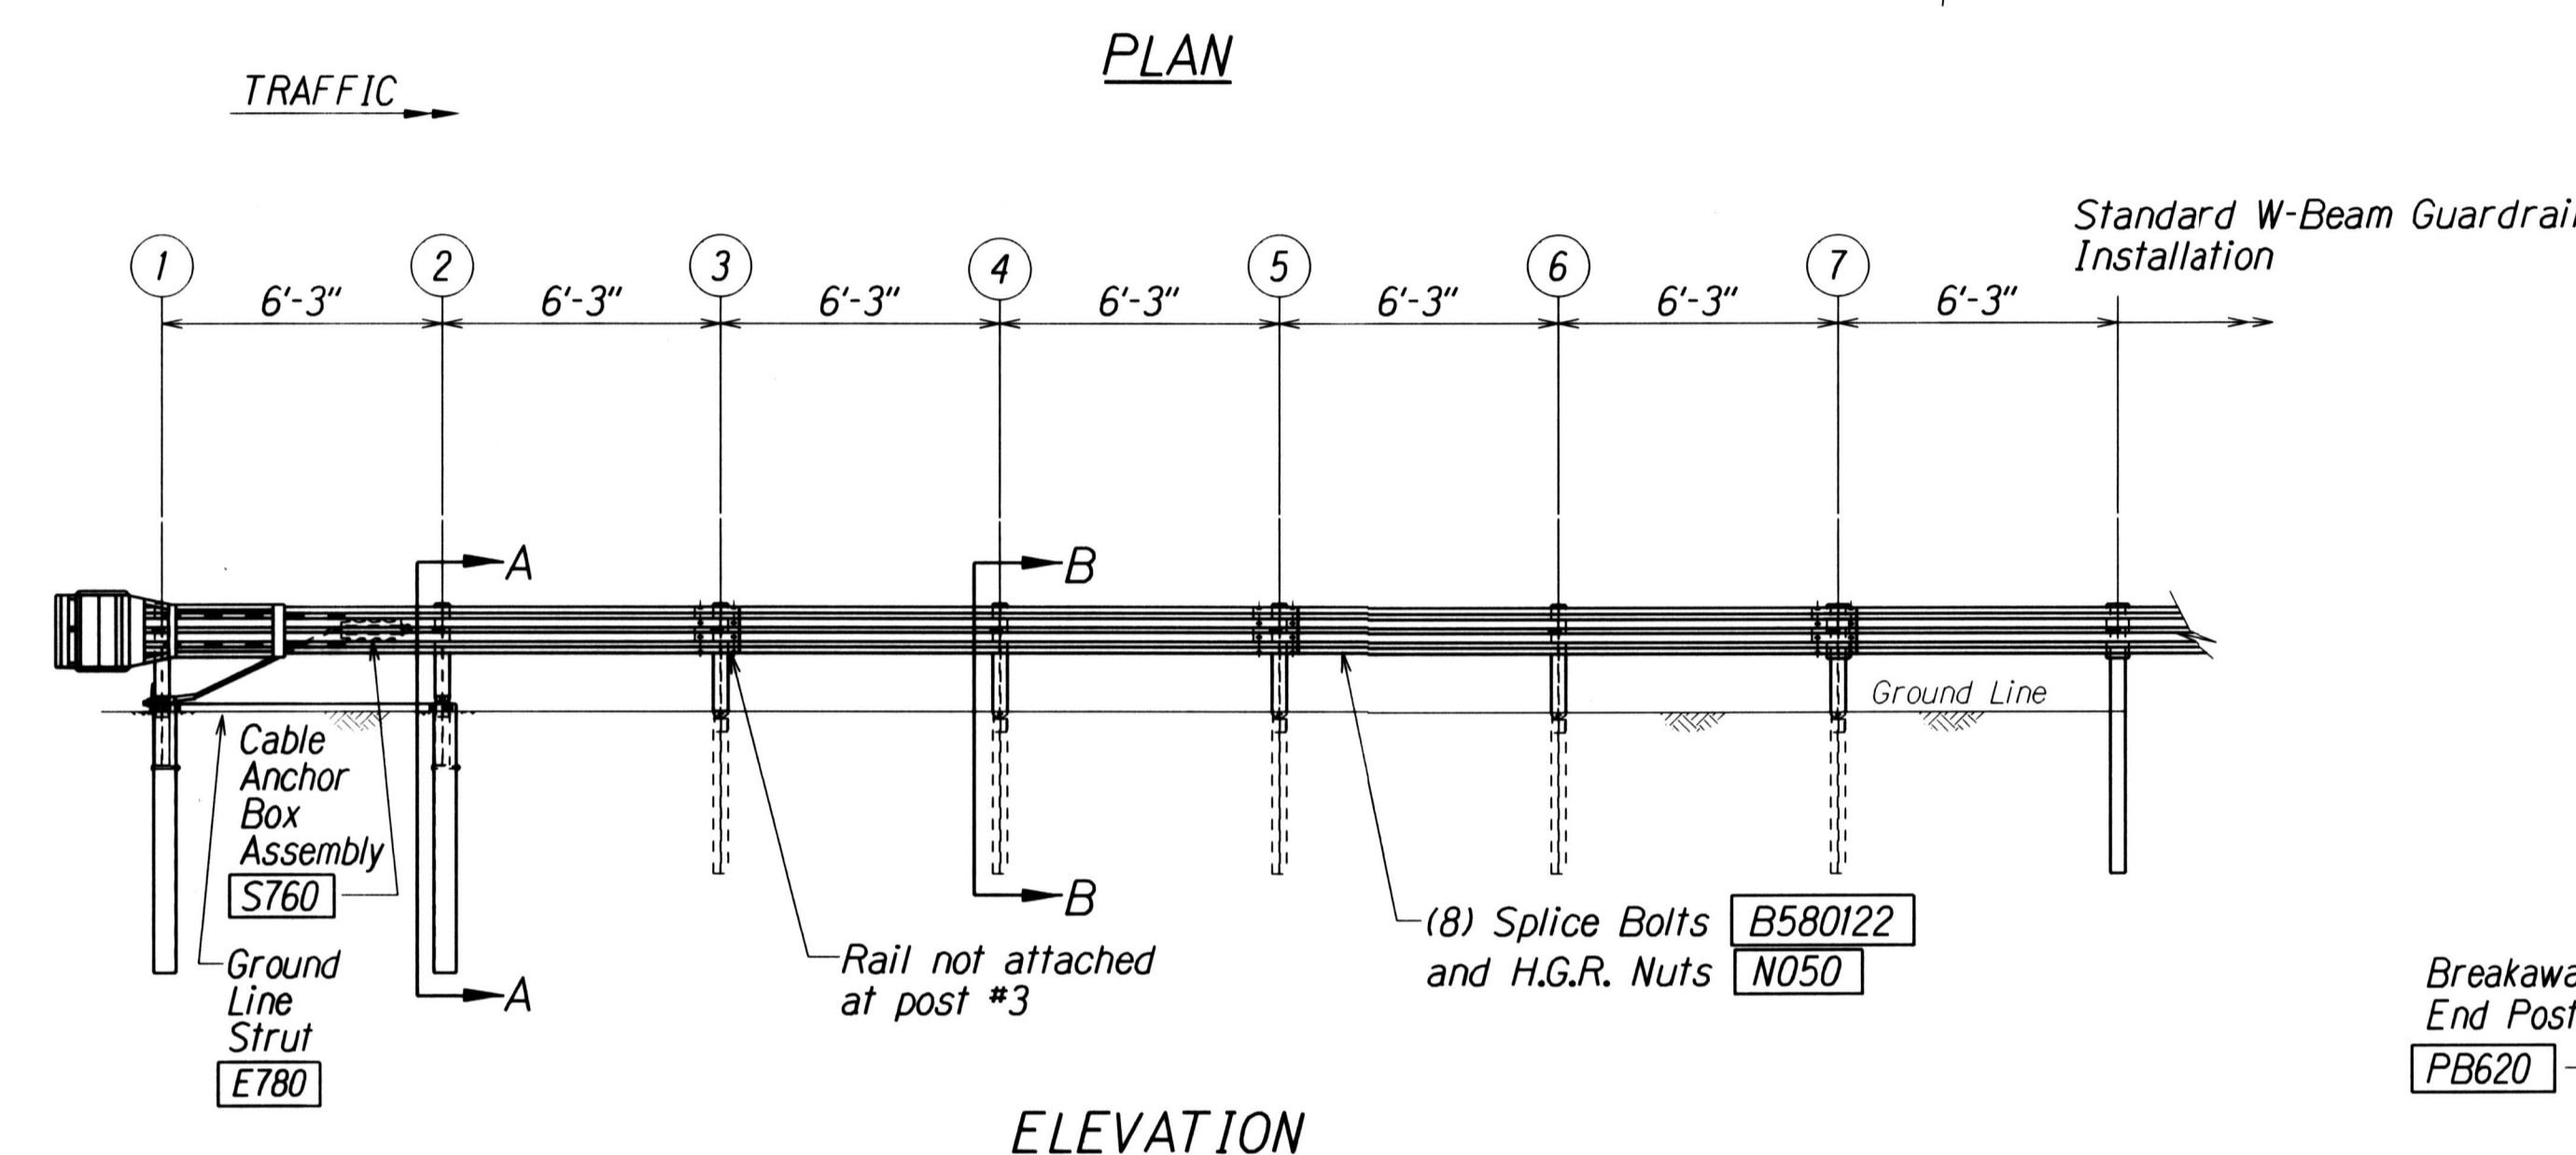 PLAN
TRAFFIC
Standard W-Beam Guardrail
Installation
1 2 3 4 5 6 7
6'-3" 6'-3" 6'-3" 6'-3" 6'-3" 6'-3" 6'-3"
A
B
Ground Line
Cable
Anchor
Box
Assembly
S760
B
(8) Splice Bolts B580122
and H.G.R. Nuts N050
Rail not attached
at post #3
Ground
Line
Strut
E780
A
End Post
PB620
ELEVATION